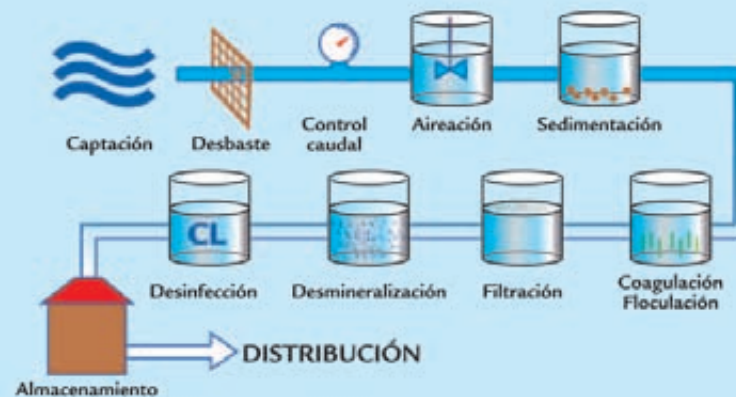 Captación
Desbaste
Control
caudal
Aireación
Sedimentación
CL
Desinfección
Desmineralización
Filtración
Coagulación
Floculación
DISTRIBUCIÓN
Almacenamiento